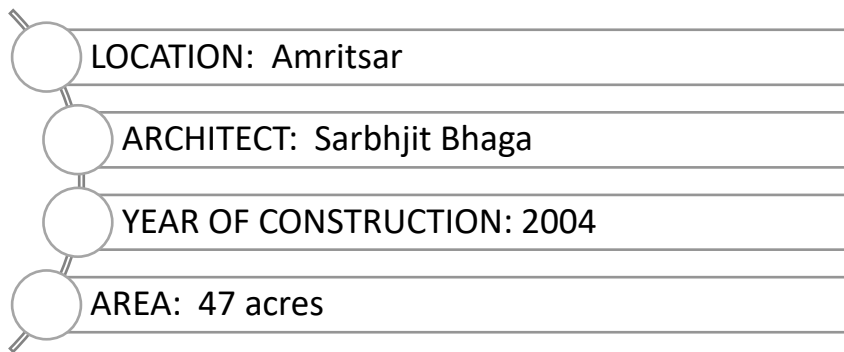 LOCATION:  Amritsar
ARCHITECT:  Sarbhjit Bhaga
YEAR OF CONSTRUCTION: 2004
AREA:  47 acres